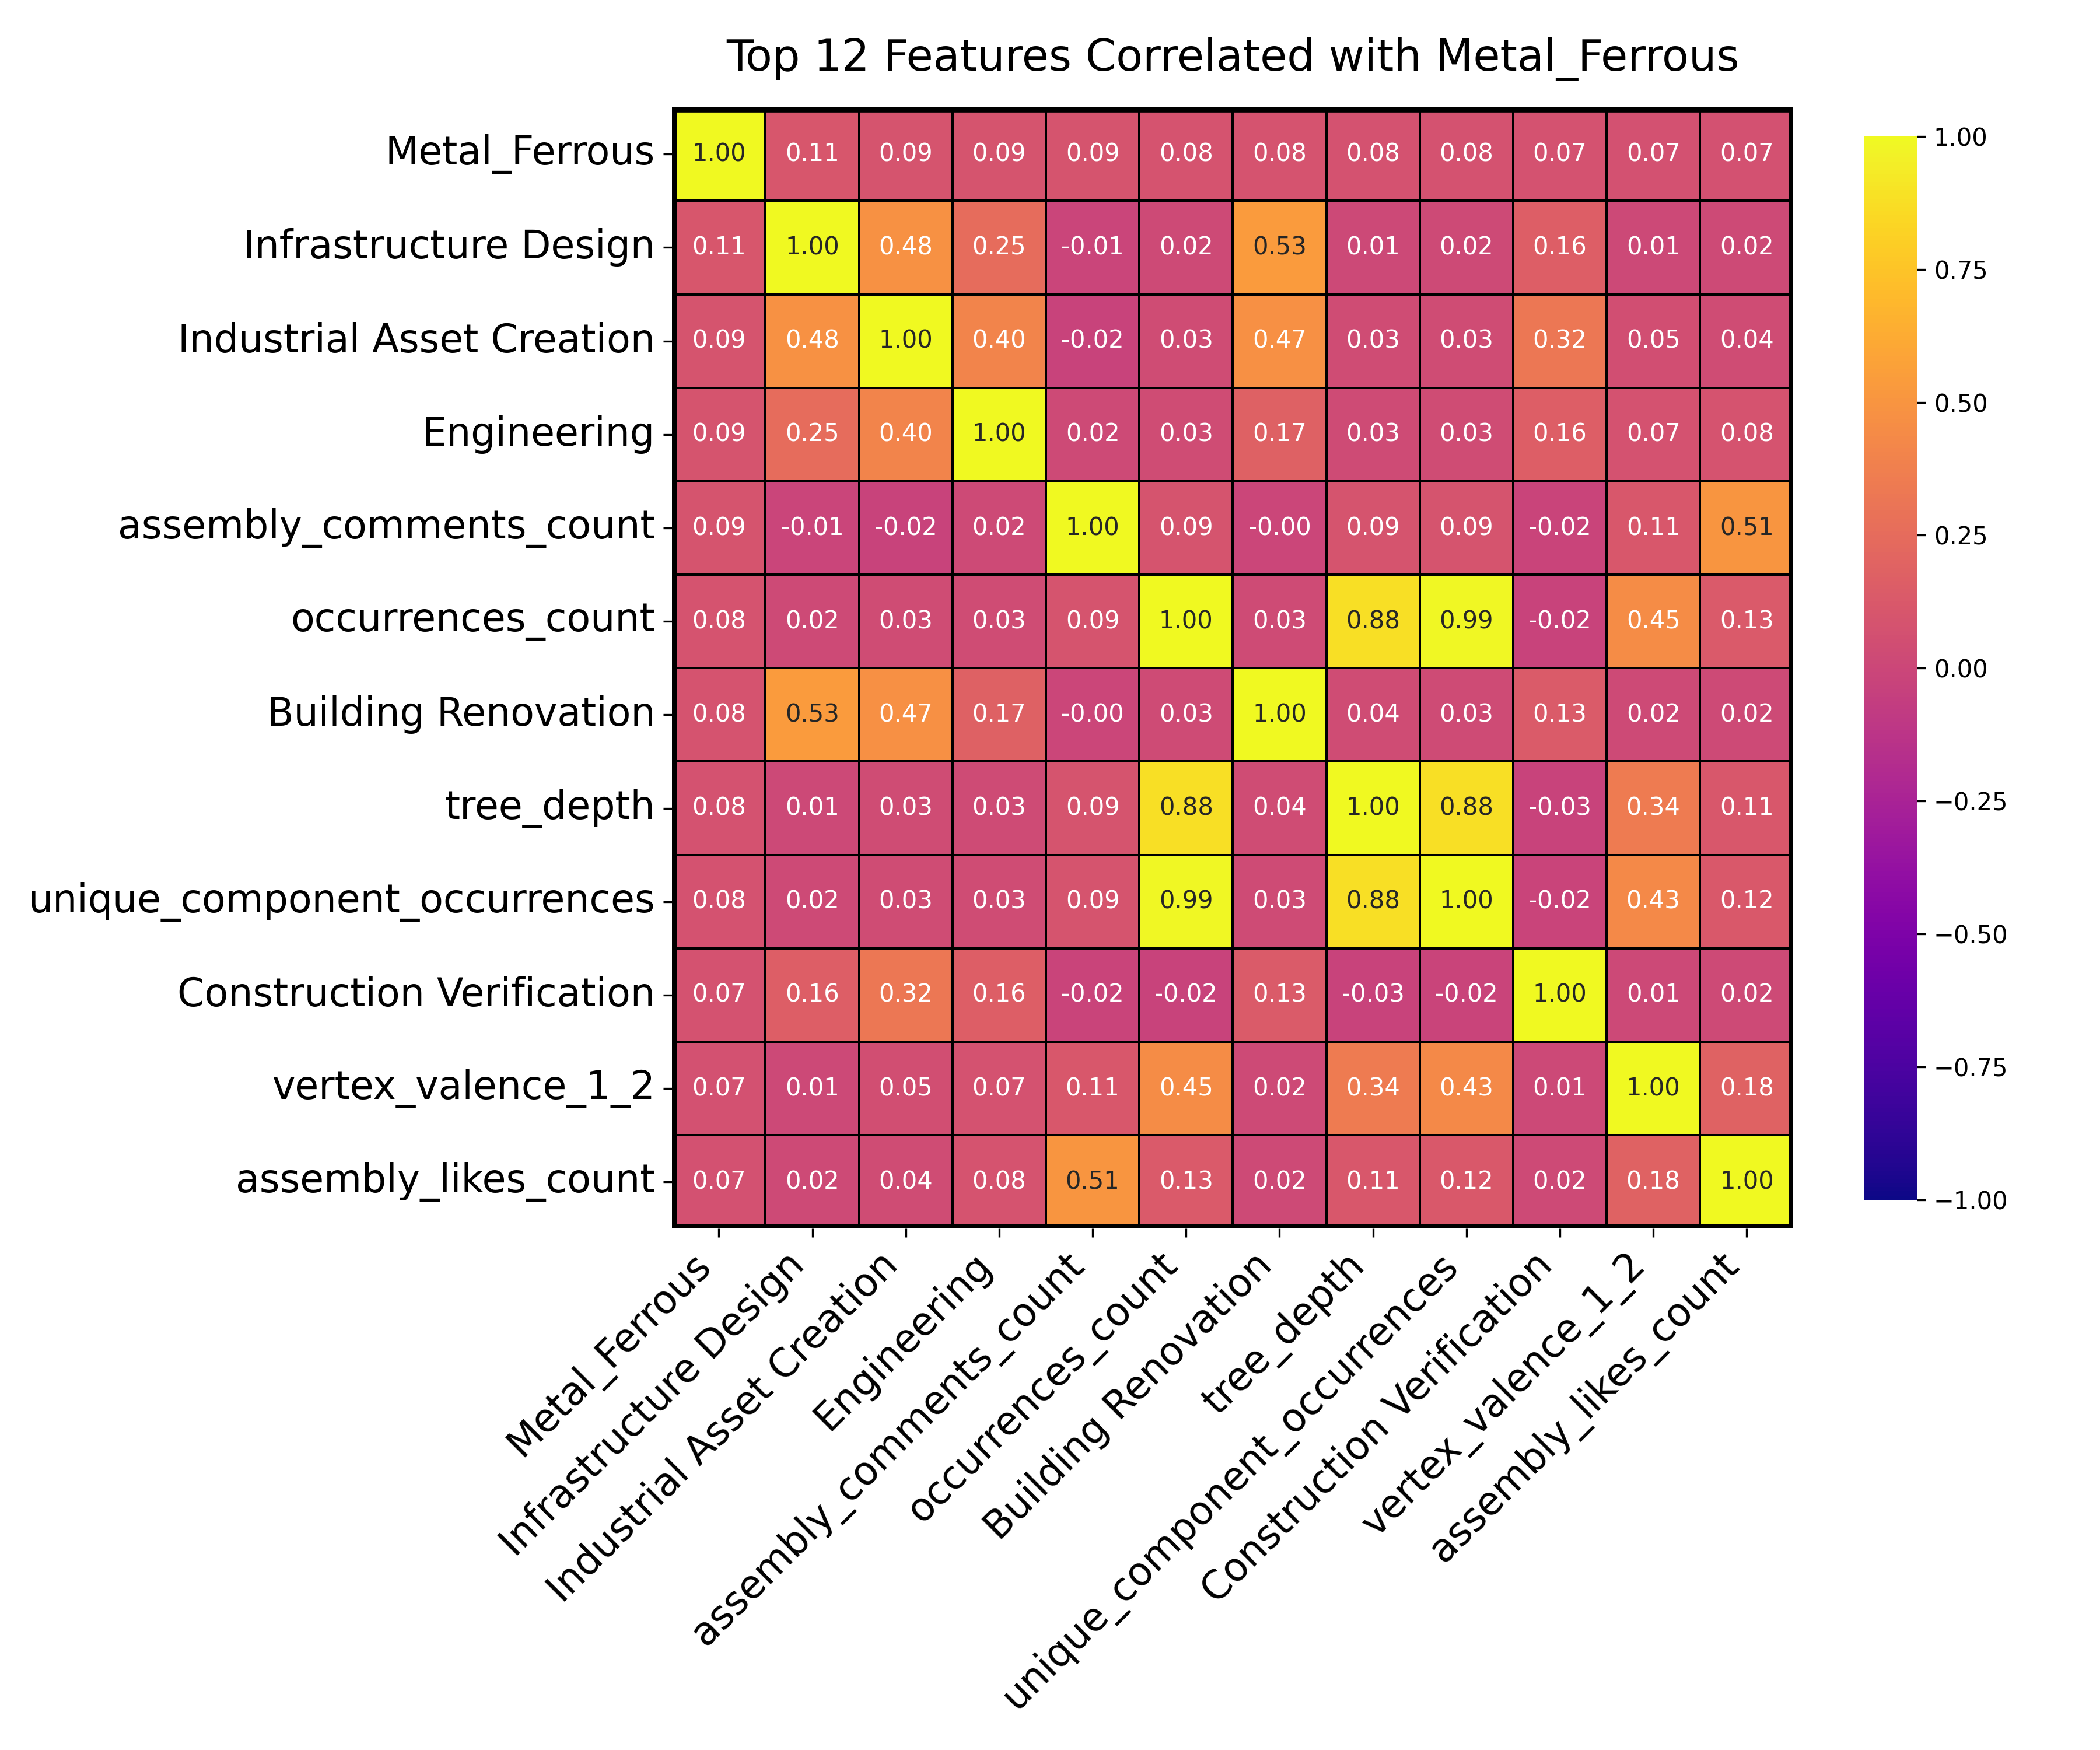 Top 12 Features Correlated with Metal_Ferrous
Metal_Ferrous 1.00 0.11 0.09 0.09 0.09 0.08 0.08 0.08 0.08 0.07 0.07 0.07
Infrastructure Design 0.11 1.00 0.48 0.25 -0.01 0.02 0.53 0.01 0.02 0.16 0.01 0.02
Industrial Asset Creation 0.09 0.48 1.00 0.40 -0.02 0.03 0.47 0.03 0.03 0.32 0.05 0.04
Engineering 0.09 0.25 0.40 1.00 0.02 0.03 0.17 0.03 0.03 0.16 0.07 0.08
assembly_comments_count 0.09 -0.01 -0.02 0.02 1.00 0.09 -0.00 0.09 0.09 -0.02 0.11 0.51
occurrences_count 0.08 0.02 0.03 0.03 0.09 1.00 0.03 0.88 0.99 -0.02 0.45 0.13
Building Renovation 0.08 0.53 0.47 0.17 -0.00 0.03 1.00 0.04 0.03 0.13 0.02 0.02
tree_depth 0.08 0.01 0.03 0.03 0.09 0.88 0.04 1.00 0.88 -0.03 0.34 0.11
unique_component_occurrences 0.08 0.02 0.03 0.03 0.09 0.99 0.03 0.88 1.00 -0.02 0.43 0.12
Construction Verification 0.07 0.16 0.32 0.16 -0.02 -0.02 0.13 -0.03 -0.02 1.00 0.01 0.02
vertex_valence_1_2 0.07 0.01 0.05 0.07 0.11 0.45 0.02 0.34 0.43 0.01 1.00 0.18
assembly_likes_count 0.07 0.02 0.04 0.08 0.51 0.13 0.02 0.11 0.12 0.02 0.18 1.00
Metal_Ferrous
Infrastructure Design
Industrial Asset Creation
Engineering
assembly_comments_count
occurrences_count
Building Renovation
tree_depth
unique_component_occurrences
Construction Verification
vertex_valence_1_2
assembly_likes_count
1.00
0.75
0.50
0.25
0.00
−0.25
−0.50
−0.75
−1.00